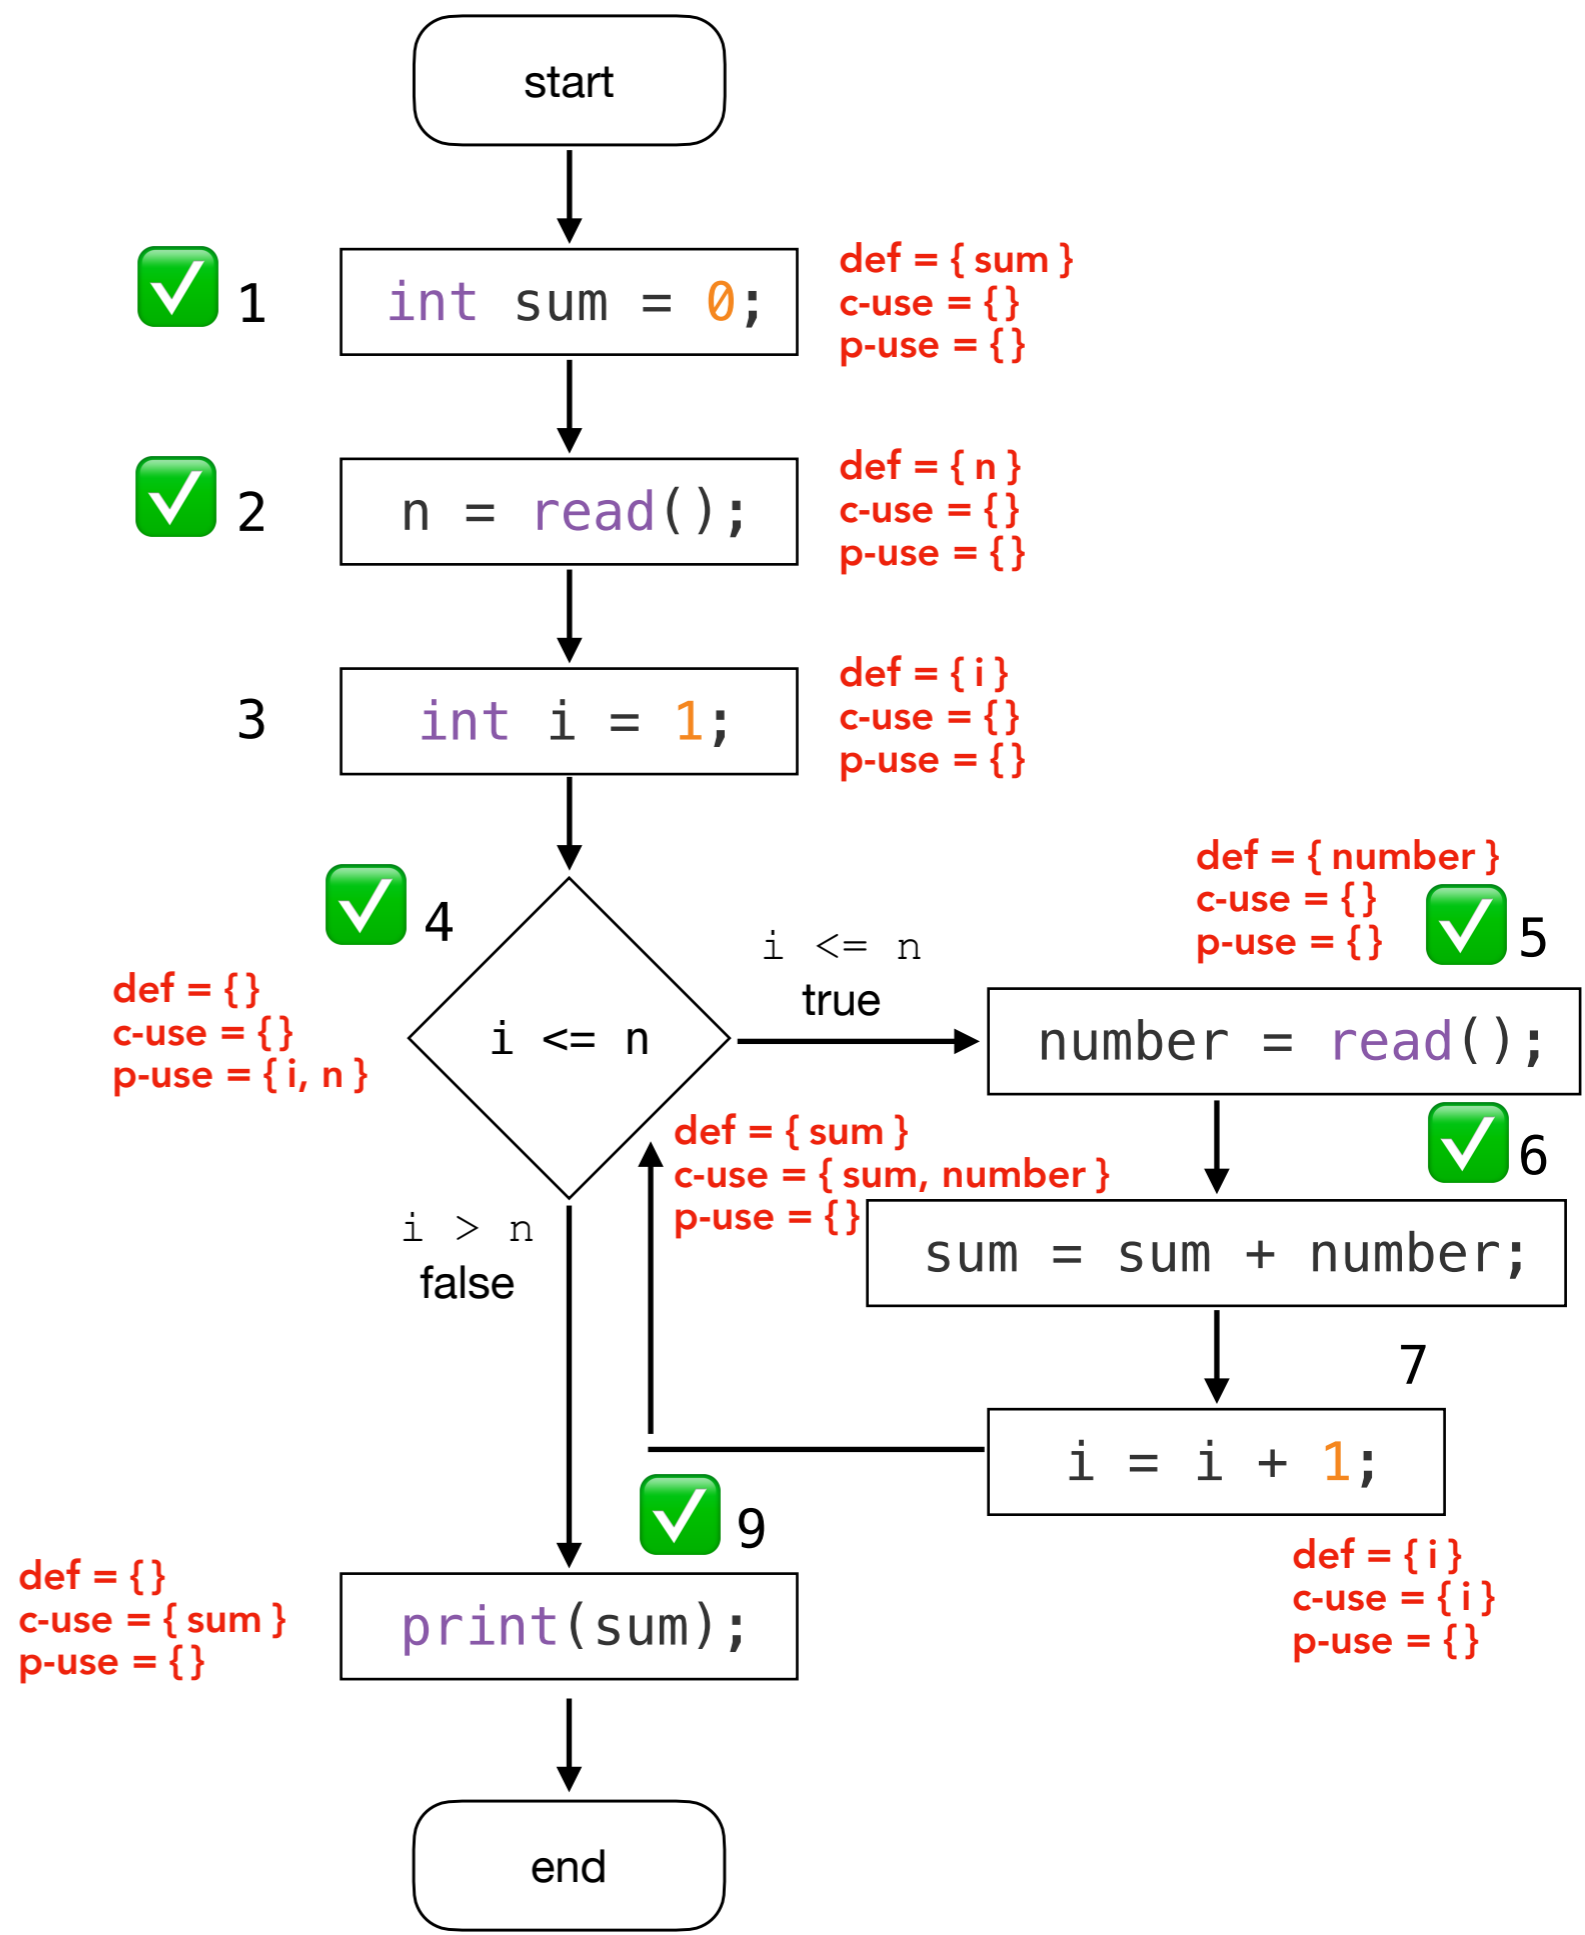 start
1
int sum = 0;
def = { sum }
c-use = { }
p-use = { }
2
n = read();
def = { n }
c-use = { }
p-use = { }
3
int i = 1;
def = { i }
c-use = { }
p-use = { }
4
def = { }
c-use = { }
p-use = { i, n }
i <= n
i <= n
true
def = { number }
c-use = { }
p-use = { }
5
number = read();
def = { sum }
c-use = { sum, number }
p-use = { }
6
sum = sum + number;
i > n
false
7
i = i + 1;
def = { i }
c-use = { i }
p-use = { }
9
def = { }
c-use = { sum }
p-use = { }
print(sum);
end